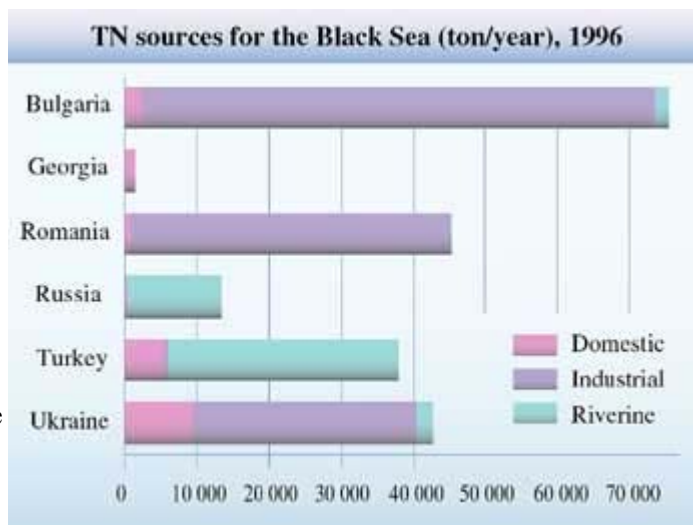 TN sources for the Black Sea (ton/year), 1996
Bulgaria
Georgia
Romania
Russia
Turkey
Ukraine
Domestic
Industrial
Riverine
0 10 000 20 000 30 000 40 000 50 000 60 000 70 000